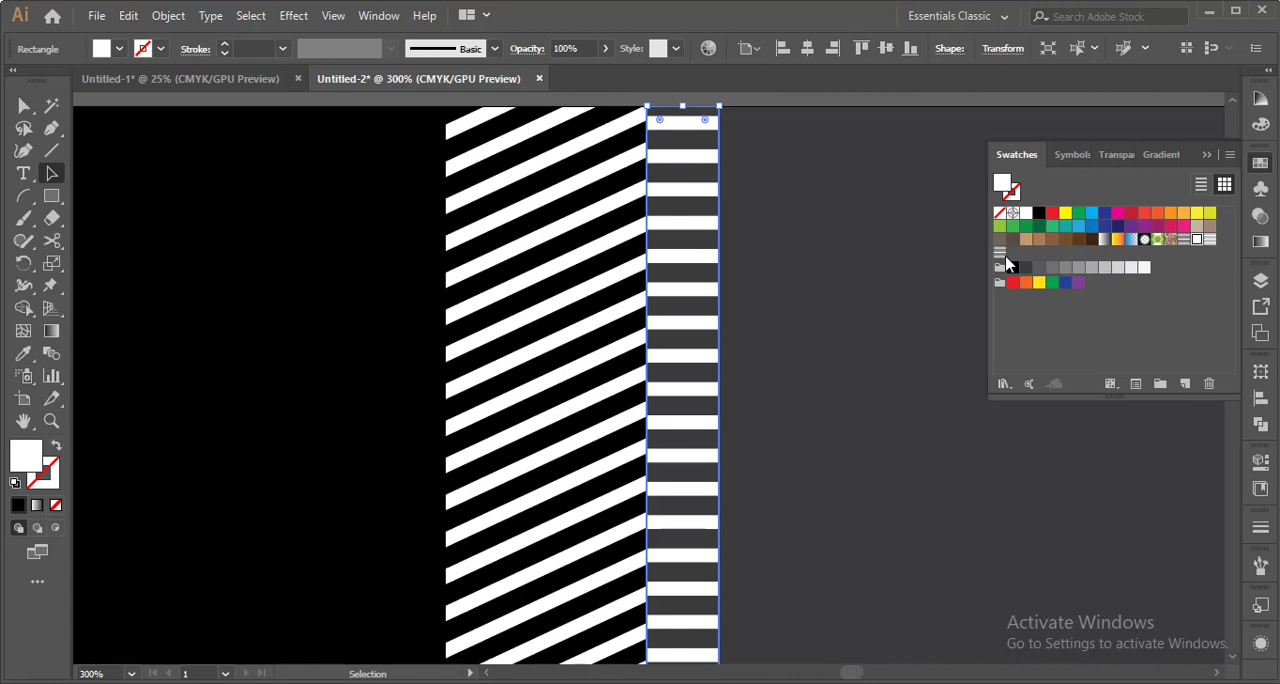 Ai File Edit Object Type Select Effect View Window Help Essentials Classic Search Adobe Stock
Rectangle Stroke: Basic Opacity: 100% Style: Shape: Transform
Untitled-1* @ 25% (CMYK/GPU Preview) × Untitled-2* @ 300% (CMYK/GPU Preview) ×
Swatches Symbols Transpar Gradient
T
Activate Windows
Go to Settings to activate Windows.
300% 1 Selection